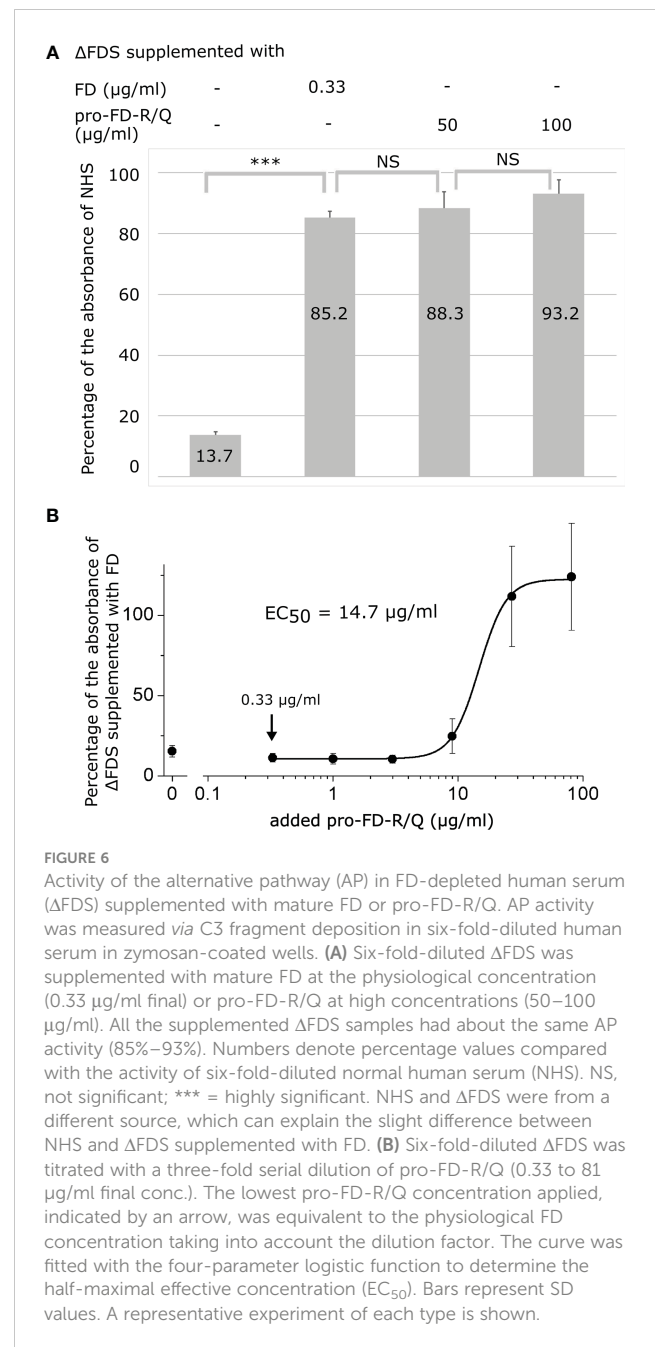 A ΔFDS supplemented with
FD (µg/ml) - 0.33 - -
pro-FD-R/Q
(µg/ml) - - 50 100
Percentage of the absorbance of NHS
*** NS NS
100
80
60
40
20
0
13.7 85.2 88.3 93.2
B
Percentage of the absorbance of
ΔFDS supplemented with FD
100
50
0
EC50 = 14.7 µg/ml
0.33 µg/ml
0 0.1 1 10 100
added pro-FD-R/Q (µg/ml)
FIGURE 6
Activity of the alternative pathway (AP) in FD-depleted human serum
(ΔFDS) supplemented with mature FD or pro-FD-R/Q. AP activity
was measured via C3 fragment deposition in six-fold-diluted human
serum in zymosan-coated wells. (A) Six-fold-diluted ΔFDS was
supplemented with mature FD at the physiological concentration
(0.33 µg/ml final) or pro-FD-R/Q at high concentrations (50–100
µg/ml). All the supplemented ΔFDS samples had about the same AP
activity (85%–93%). Numbers denote percentage values compared
with the activity of six-fold-diluted normal human serum (NHS). NS,
not significant; *** = highly significant. NHS and ΔFDS were from a
different source, which can explain the slight difference between
NHS and ΔFDS supplemented with FD. (B) Six-fold-diluted ΔFDS was
titrated with a three-fold serial dilution of pro-FD-R/Q (0.33 to 81
µg/ml final conc.). The lowest pro-FD-R/Q concentration applied,
indicated by an arrow, was equivalent to the physiological FD
concentration taking into account the dilution factor. The curve was
fitted with the four-parameter logistic function to determine the
half-maximal effective concentration (EC50). Bars represent SD
values. A representative experiment of each type is shown.